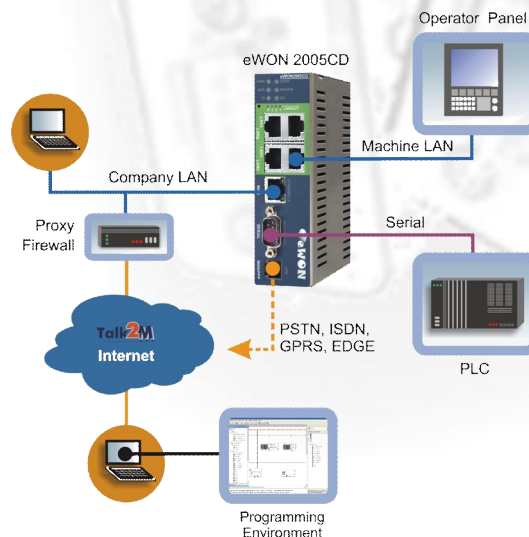 Operator Panel
eWON 2005CD
Machine LAN
Company LAN
Proxy
Firewall
Serial
SERIAL
eWON
Talk2M
Internet
PSTN, ISDN,
GPRS, EDGE
PLC
Programming
Environment